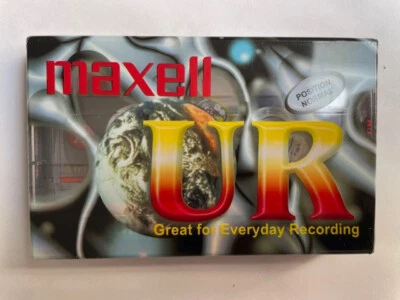 maxell
POSITION
NORMAL
UR
Great for Everyday Recording